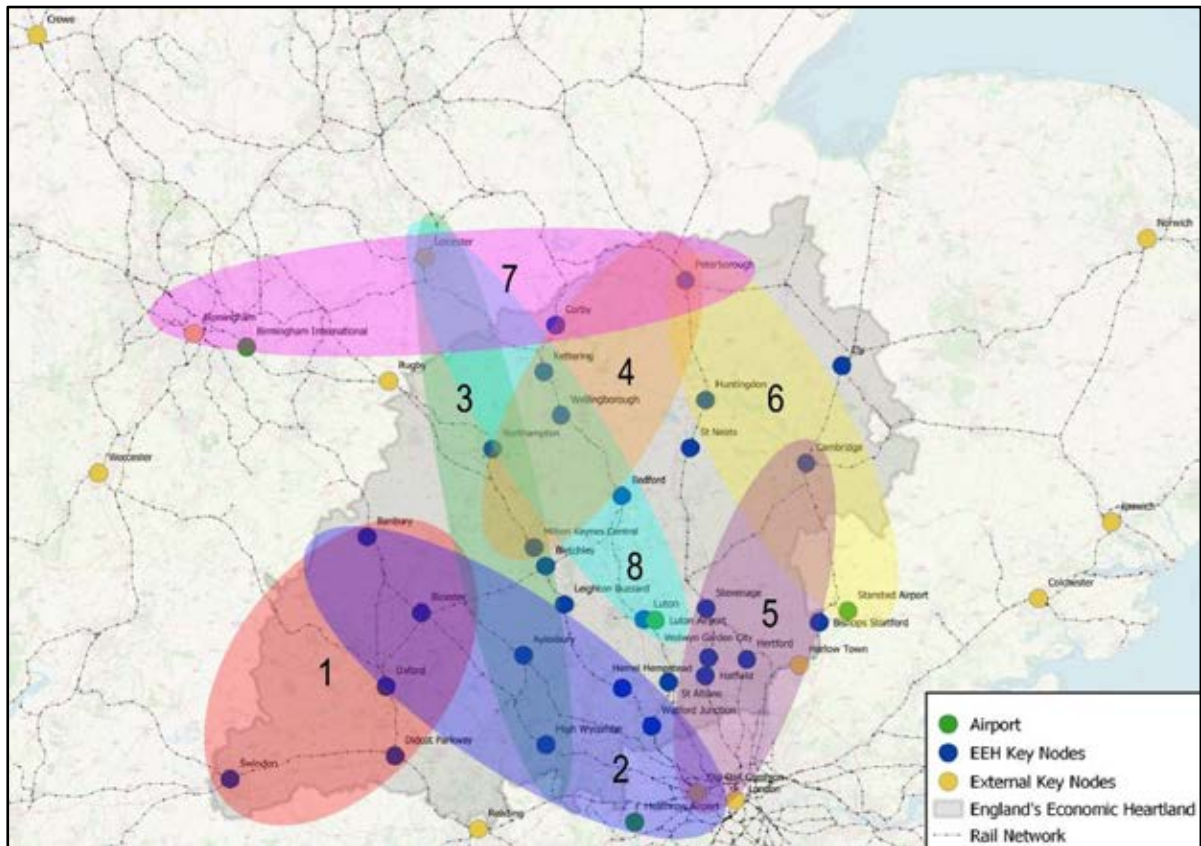 Crewe
Norwich
Leicester
7
Peterborough
Corby
Birmingham
Birmingham International
Ely
Rugby
Kettering
3
4
Wellingborough
Huntingdon
6
Northampton
St Neots
Worcester
Cambridge
Bedford
Ipswich
Banbury
Milton Keynes Central
Bletchley
8
Colchester
Leighton Buzzard
Bicester
Luton
Stevenage
5
Stansted Airport
Luton Airport
Bishops Stortford
Aylesbury
Welwyn Garden City
Hertford
Harlow Town
1
Oxford
Hemel Hempstead
Hatfield
St Albans
Watford Junction
High Wycombe
Didcot Parkway
2
Swindon
London
Heathrow Airport
Reading
Airport
EEH Key Nodes
External Key Nodes
England's Economic Heartland
Rail Network